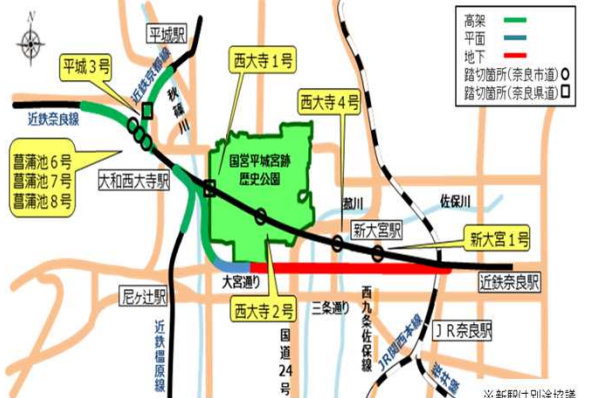 高架
平面
地下
踏切箇所(奈良市道)
踏切箇所(奈良県道)
平城駅
平城3号
近鉄京都線
秋篠川
西大寺1号
西大寺4号
近鉄奈良線
菖蒲池6号
菖蒲池7号
菖蒲池8号
大和西大寺駅
国営平城宮跡
歴史公園
菰川
佐保川
新大宮駅
新大宮1号
近鉄奈良駅
大宮通り
尼ヶ辻駅
西大寺2号
三条通り
近鉄橿原線
国道24号
西九条佐保線
JR関西本線
JR奈良駅
桜井線
※新駅は別途協議